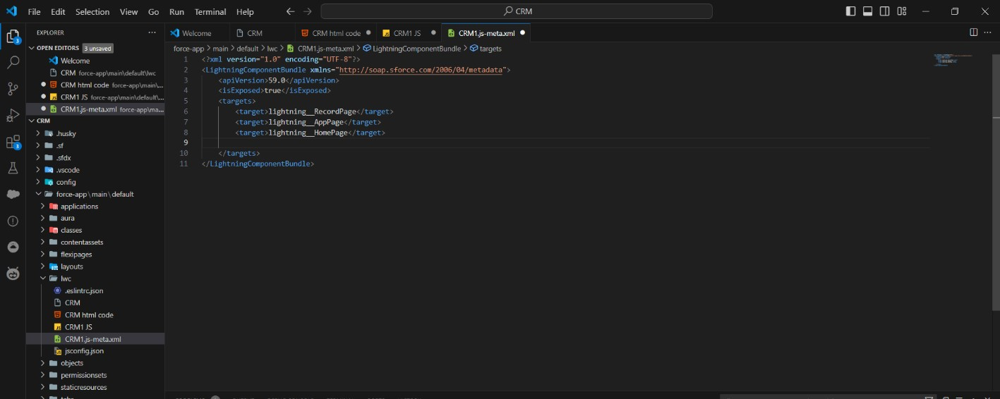 File Edit Selection View Go Run Terminal Help CRM
EXPLORER
Welcome CRM CRM html code CRM1 JS CRM1.js-meta.xml
OPEN EDITORS 3 unsaved
Welcome
CRM force-app\main\default\lwc
CRM html code force-app\main\...
CRM1 JS force-app\main\default\...
CRM1.js-meta.xml force-app\ma...
CRM
.husky
.sf
.sfdx
.vscode
config
force-app\main\default
applications
aura
classes
contentassets
flexipages
layouts
lwc
.eslintrc.json
CRM
CRM html code
CRM1 JS
CRM1.js-meta.xml
jsconfig.json
objects
permissionsets
staticresources
tabs
3
3
force-app > main > default > lwc > CRM1.js-meta.xml > LightningComponentBundle > targets
1 <?xml version="1.0" encoding="UTF-8"?>
2 <LightningComponentBundle xmlns="http://soap.sforce.com/2006/04/metadata">
3 <apiVersion>59.0</apiVersion>
4 <isExposed>true</isExposed>
5 <targets>
6 <target>lightning__RecordPage</target>
7 <target>lightning__AppPage</target>
8 <target>lightning__HomePage</target>
9
10 </targets>
11 </LightningComponentBundle>